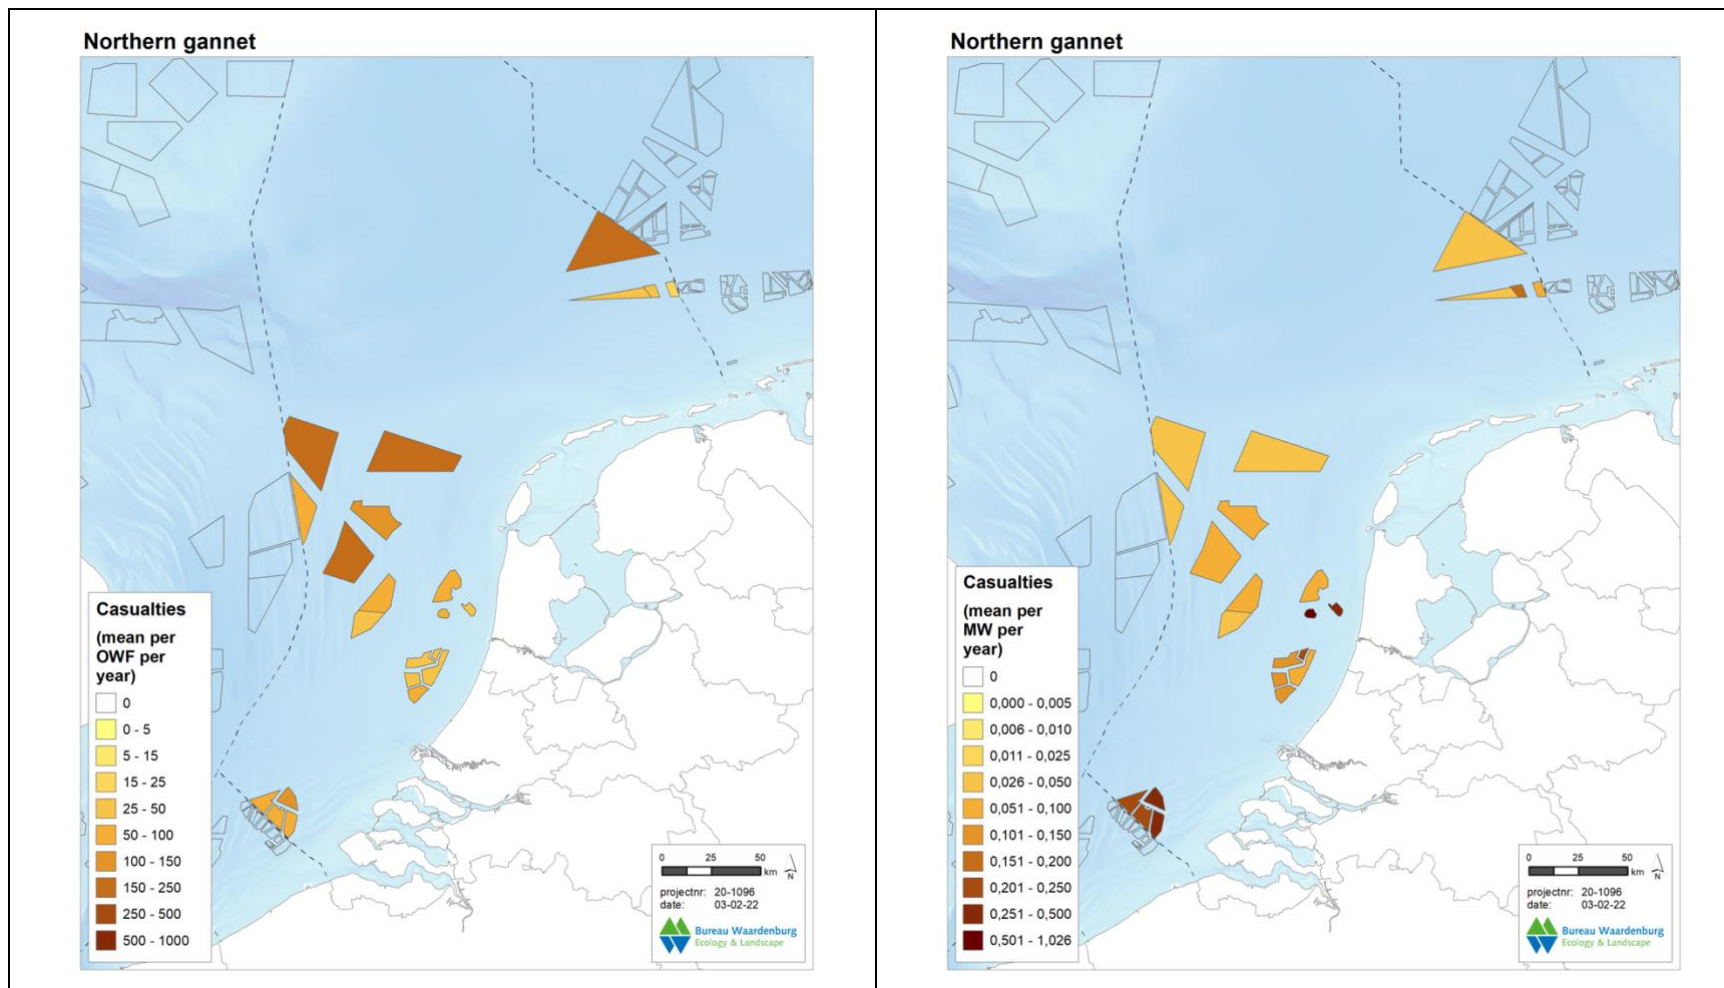 Northern gannet
Casualties
(mean per
OWF per
year)
0
0 - 5
5 - 15
15 - 25
25 - 50
50 - 100
100 - 150
150 - 250
250 - 500
500 - 1000
0 25 50
km
N
projectnr: 20-1096
date: 03-02-22
Bureau Waardenburg
Ecology & Landscape
Northern gannet
Casualties
(mean per
MW per
year)
0
0,000 - 0,005
0,006 - 0,010
0,011 - 0,025
0,026 - 0,050
0,051 - 0,100
0,101 - 0,150
0,151 - 0,200
0,201 - 0,250
0,251 - 0,500
0,501 - 1,026
0 25 50
km
N
projectnr: 20-1096
date: 03-02-22
Bureau Waardenburg
Ecology & Landscape